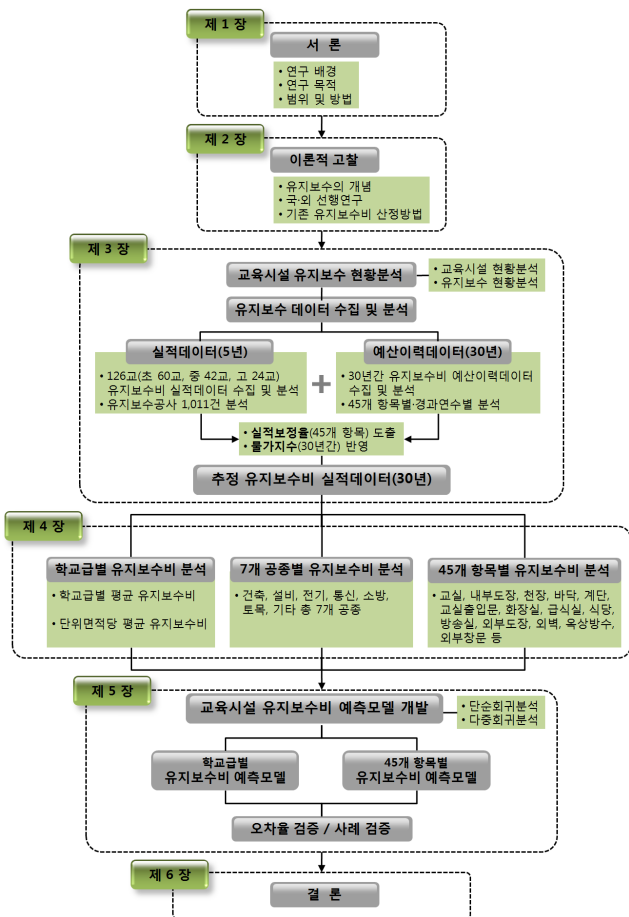 제 1 장
서 론
• 연구 배경
• 연구 목적
• 범위 및 방법
제 2 장
이론적 고찰
• 유지보수의 개념
• 국·외 선행연구
• 기존 유지보수비 산정방법
제 3 장
교육시설 유지보수 현황분석
• 교육시설 현황분석
• 유지보수 현황분석
유지보수 데이터 수집 및 분석
실적데이터(5년)
• 126교(초 60교, 중 42교, 고 24교)
유지보수비 실적데이터 수집 및 분석
• 유지보수공사 1,011건 분석
+
예산이력데이터(30년)
• 30년간 유지보수비 예산이력데이터
수집 및 분석
• 45개 항목별·경과연수별 분석
• 실적보정율(45개 항목) 도출
• 물가지수(30년간) 반영
추정 유지보수비 실적데이터(30년)
제 4 장
학교급별 유지보수비 분석
• 학교급별 평균 유지보수비
• 단위면적당 평균 유지보수비
7개 공종별 유지보수비 분석
• 건축, 설비, 전기, 통신, 소방,
토목, 기타 총 7개 공종
45개 항목별 유지보수비 분석
• 교실, 내부도장, 천장, 바닥, 계단,
교실출입문, 화장실, 급식실, 식당,
방송실, 외부도장, 외벽, 옥상방수,
외부창문 등
제 5 장
교육시설 유지보수비 예측모델 개발
• 단순회귀분석
• 다중회귀분석
학교급별
유지보수비 예측모델
45개 항목별
유지보수비 예측모델
오차율 검증 / 사례 검증
제 6 장
결 론